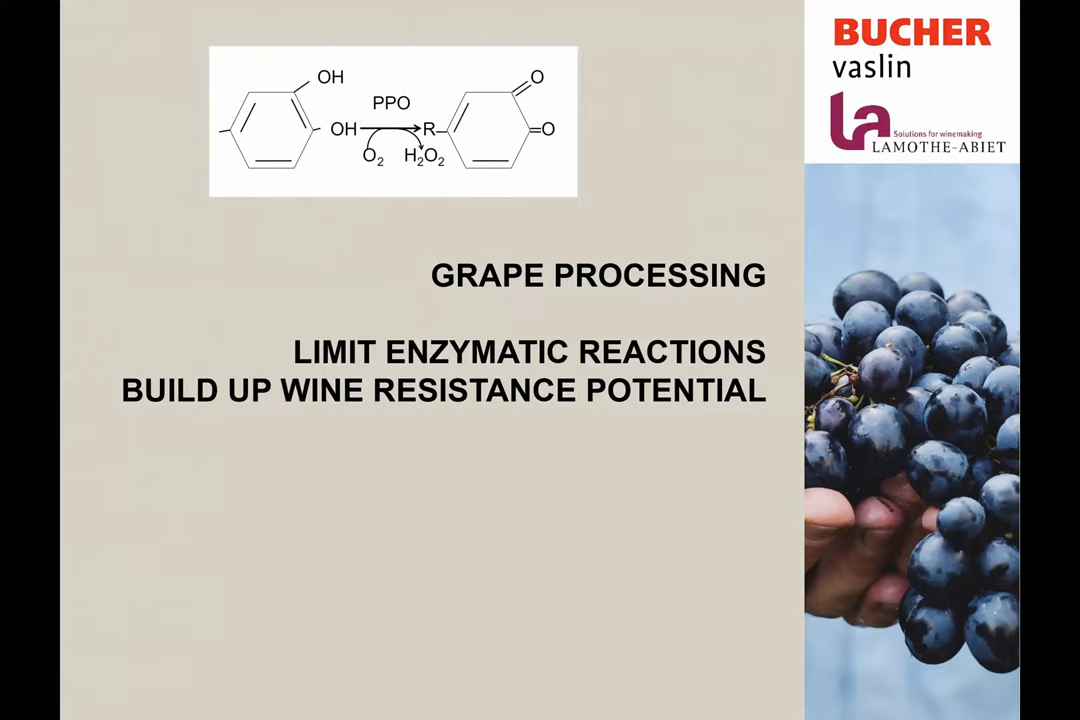 OH
PPO
OH
R
O
O
O2
H2O2
BUCHER
vaslin
la
Solutions for winemaking
LAMOTHE-ABIET
GRAPE PROCESSING
LIMIT ENZYMATIC REACTIONS
BUILD UP WINE RESISTANCE POTENTIAL